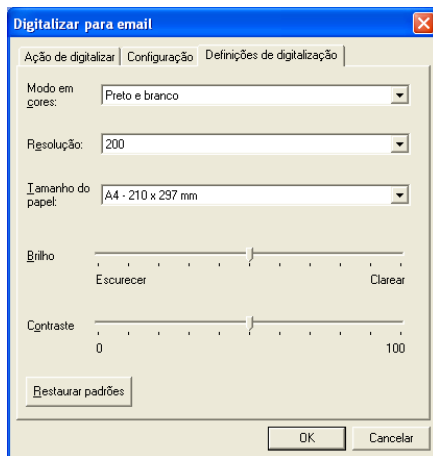 Digitalizar para email
Ação de digitalizar Configuração Definições de digitalização
Modo em cores: Preto e branco
Resolução: 200
Tamanho do papel: A4 - 210 x 297 mm
Brilho
Escurecer Clarear
Contraste
0 100
Restaurar padrões
OK Cancelar